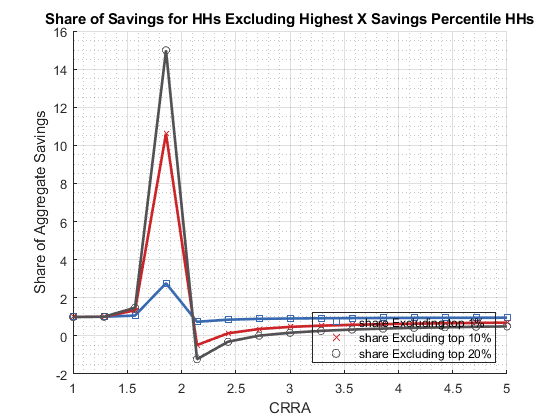 Share of Savings for HHs Excluding Highest X Savings Percentile HHs
16
14
12
10
8
6
4
2
0
-2
Share of Aggregate Savings
share Excluding top 1%
share Excluding top 10%
share Excluding top 20%
1 1.5 2 2.5 3 3.5 4 4.5 5
CRRA